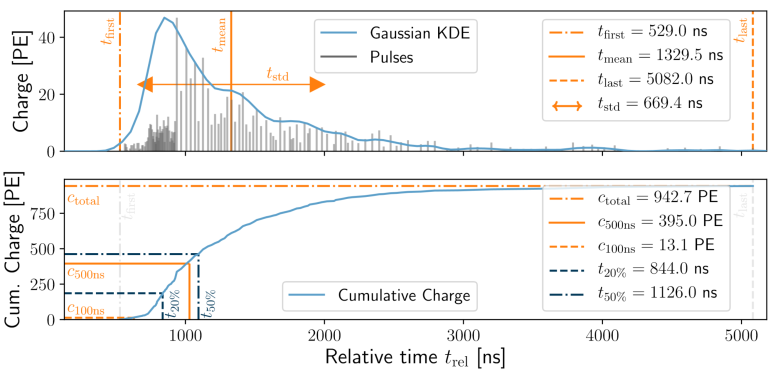 Charge [PE]
40
20
0
t_first
t_mean
t_std
t_last
Gaussian KDE
Pulses
t_first = 529.0 ns
t_mean = 1329.5 ns
t_last = 5082.0 ns
t_std = 669.4 ns
Cum. Charge [PE]
750
500
250
0
c_total
c_500ns
c_100ns
t_first
t_20%
t_50%
t_last
Cumulative Charge
c_total = 942.7 PE
c_500ns = 395.0 PE
c_100ns = 13.1 PE
t_20% = 844.0 ns
t_50% = 1126.0 ns
1000 2000 3000 4000 5000
Relative time t_rel [ns]